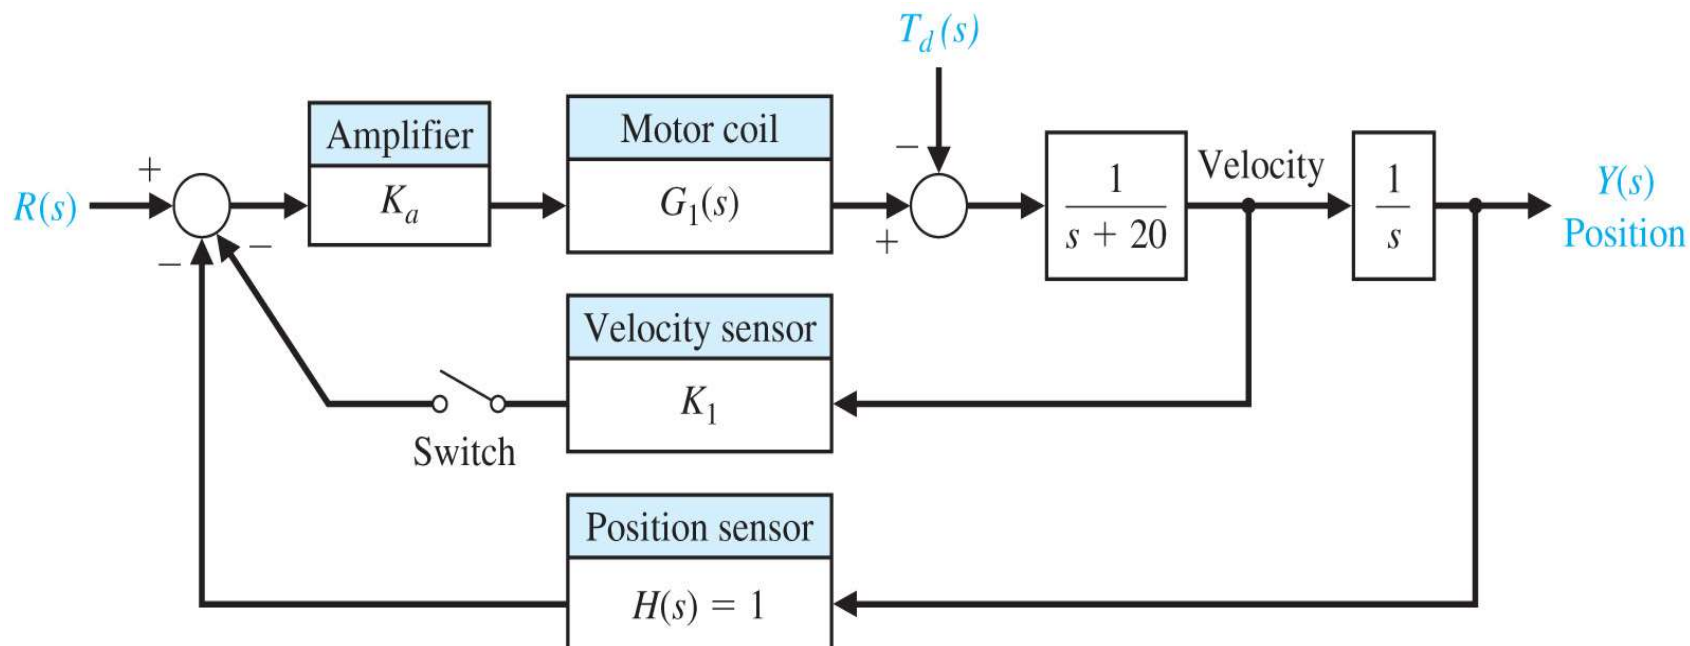 T_d(s)
Amplifier
Motor coil
Velocity
R(s)
+
−
−
K_a
G_1(s)
+
−
1
s + 20
1
s
Y(s)
Position
Velocity sensor
K_1
Switch
Position sensor
H(s) = 1